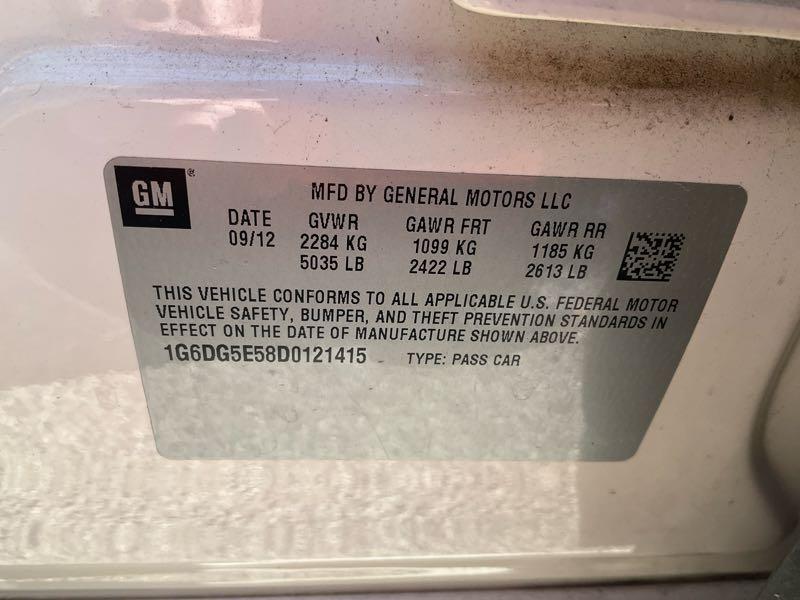 GM®
MFD BY GENERAL MOTORS LLC
DATE GVWR GAWR FRT GAWR RR
09/12 2284 KG 1099 KG 1185 KG
5035 LB 2422 LB 2613 LB
THIS VEHICLE CONFORMS TO ALL APPLICABLE U.S. FEDERAL MOTOR
VEHICLE SAFETY, BUMPER, AND THEFT PREVENTION STANDARDS IN
EFFECT ON THE DATE OF MANUFACTURE SHOWN ABOVE.
1G6DG5E58D0121415 TYPE: PASS CAR